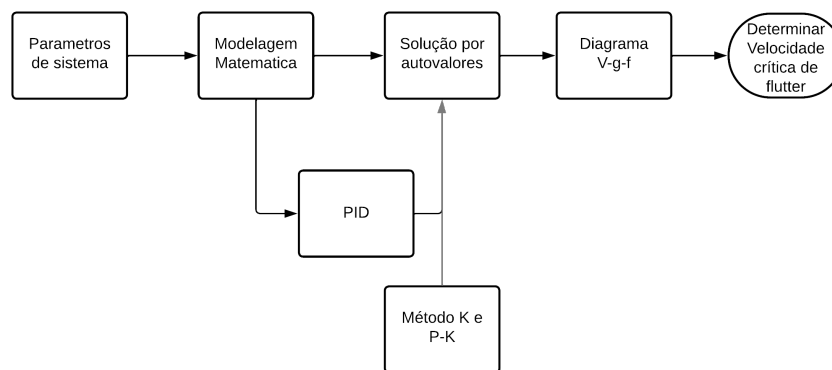 Parametros
de sistema
Modelagem
Matematica
Solução por
autovalores
Diagrama
V-g-f
Determinar
Velocidade
crítica de
flutter
PID
Método K e
P-K